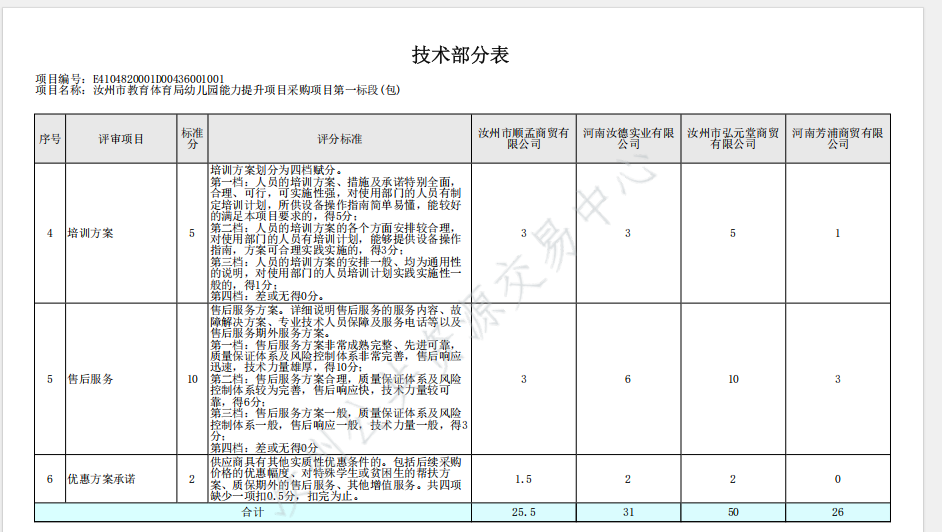 技术部分表
项目编号: E4104820001D00436001001
项目名称: 汝州市教育体育局幼儿园能力提升项目采购项目第一标段(包)
序号 评审项目 标准分 评分标准 汝州市顺孟商贸有限公司 河南汝德实业有限公司 汝州市弘元堂商贸有限公司 河南芳浦商贸有限公司
4 培训方案 5
培训方案划分为四档赋分。
第一档：人员的培训方案、措施及承诺特别全面，
合理、可行，可实施性强，对使用部门的人员有制
定培训计划，所供设备操作指南简单易懂，能较好
的满足本项目要求的，得5分；
第二档：人员的培训方案的各个方面安排较合理，
对使用部门的人员有培训计划，能够提供设备操作
指南，方案可合理实践实施的，得3分；
第三档：人员的培训方案的安排一般、均为通用性
的说明，对使用部门的人员培训计划实践实施性一
般的，得1分；
第四档：差或无得0分。
3 3 5 1
5 售后服务 10
售后服务方案。详细说明售后服务的服务内容、故
障解决方案、专业技术人员保障及服务电话等以及
售后服务期外服务方案。
第一档：售后服务方案非常成熟完整、先进可靠，
质量保证体系及风险控制体系非常完善，售后响应
迅速，技术力量雄厚，得10分；
第二档：售后服务方案合理，质量保证体系及风险
控制体系较为完善，售后响应快，技术力量较可
靠，得6分；
第三档：售后服务方案一般，质量保证体系及风险
控制体系一般，售后响应一般，技术力量一般，得3
分；
第四档：差或无得0分
3 6 10 3
6 优惠方案承诺 2
供应商具有其他实质性优惠条件的。包括后续采购
价格的优惠幅度、对特殊学生或贫困生的帮扶方
案、质保期外的售后服务、其他增值服务。共四项
缺少一项扣0.5分，扣完为止。
1.5 2 2 0
合计 25.5 31 50 26
汝州公共资源交易中心